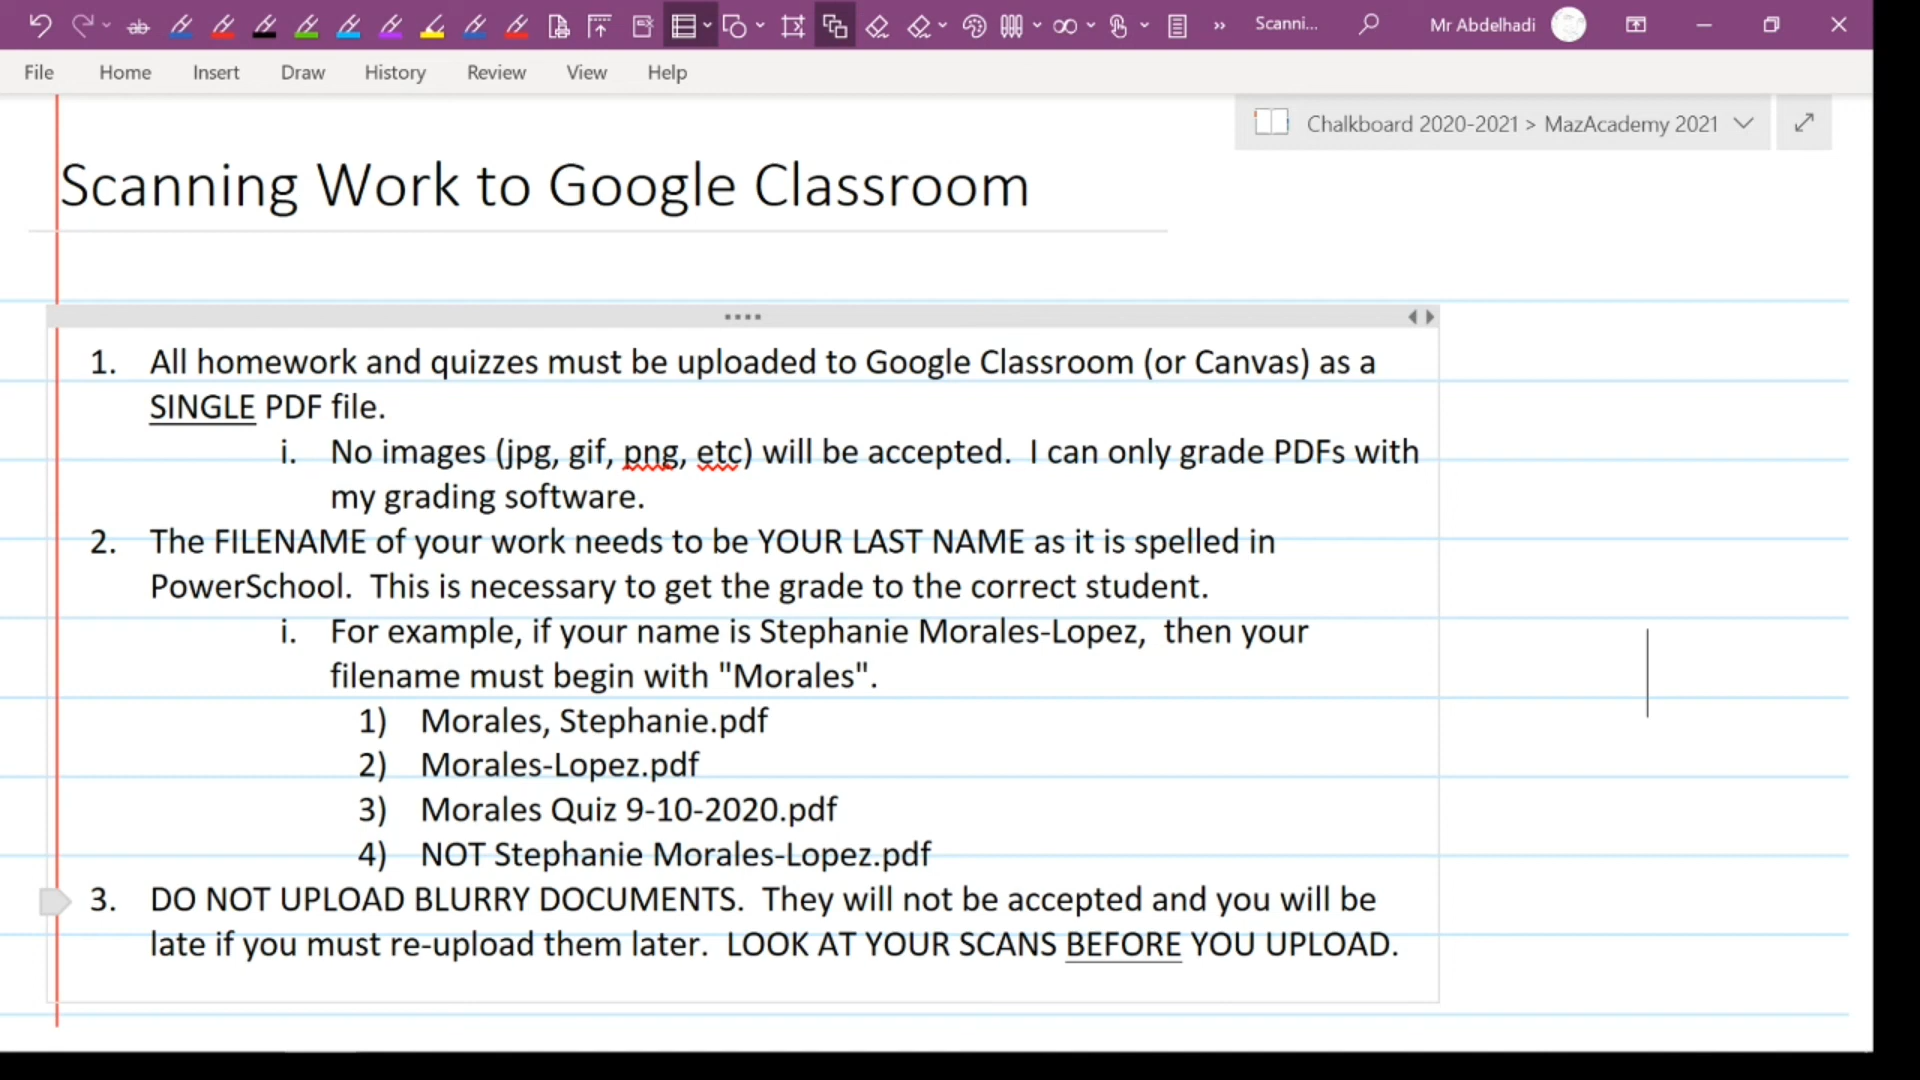 Scanni...
Mr Abdelhadi
File Home Insert Draw History Review View Help
Chalkboard 2020-2021 > MazAcademy 2021
Scanning Work to Google Classroom
1. All homework and quizzes must be uploaded to Google Classroom (or Canvas) as a
SINGLE PDF file.
i. No images (jpg, gif, png, etc) will be accepted.  I can only grade PDFs with
my grading software.
2. The FILENAME of your work needs to be YOUR LAST NAME as it is spelled in
PowerSchool.  This is necessary to get the grade to the correct student.
i. For example, if your name is Stephanie Morales-Lopez,  then your
filename must begin with "Morales".
1) Morales, Stephanie.pdf
2) Morales-Lopez.pdf
3) Morales Quiz 9-10-2020.pdf
4) NOT Stephanie Morales-Lopez.pdf
3. DO NOT UPLOAD BLURRY DOCUMENTS.  They will not be accepted and you will be
late if you must re-upload them later.  LOOK AT YOUR SCANS BEFORE YOU UPLOAD.